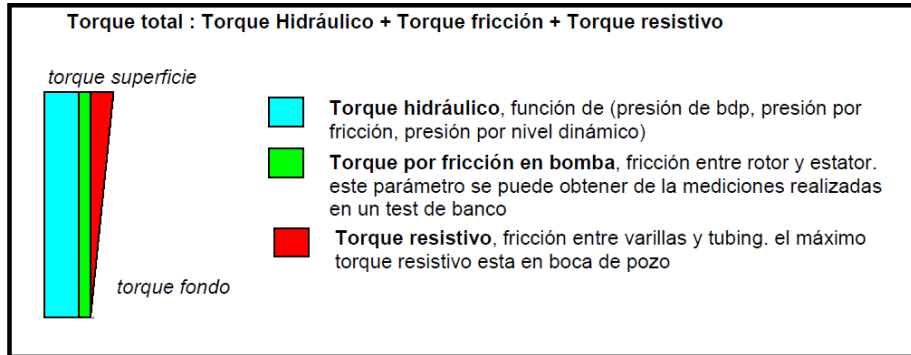 Torque total : Torque Hidráulico + Torque fricción + Torque resistivo
torque superficie
Torque hidráulico, función de (presión de bdp, presión por
fricción, presión por nivel dinámico)
Torque por fricción en bomba, fricción entre rotor y estator.
este parámetro se puede obtener de la mediciones realizadas
en un test de banco
Torque resistivo, fricción entre varillas y tubing. el máximo
torque resistivo esta en boca de pozo
torque fondo